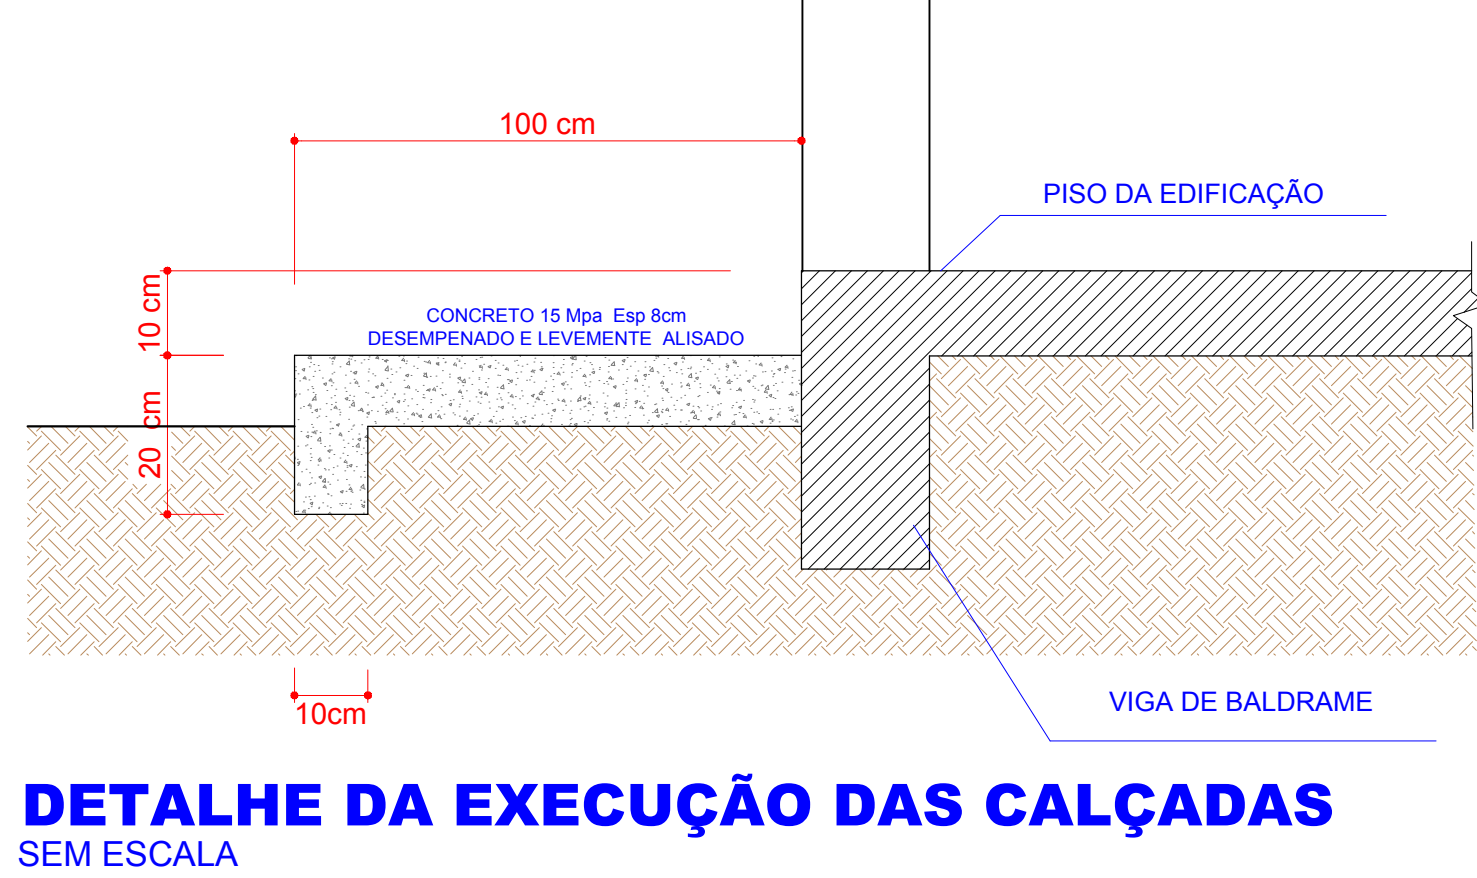 100 cm
PISO DA EDIFICAÇÃO
10 cm
CONCRETO 15 Mpa Esp 8cm
DESEMPENADO E LEVEMENTE ALISADO
20 cm
10cm
VIGA DE BALDRAME
DETALHE DA EXECUÇÃO DAS CALÇADAS
SEM ESCALA